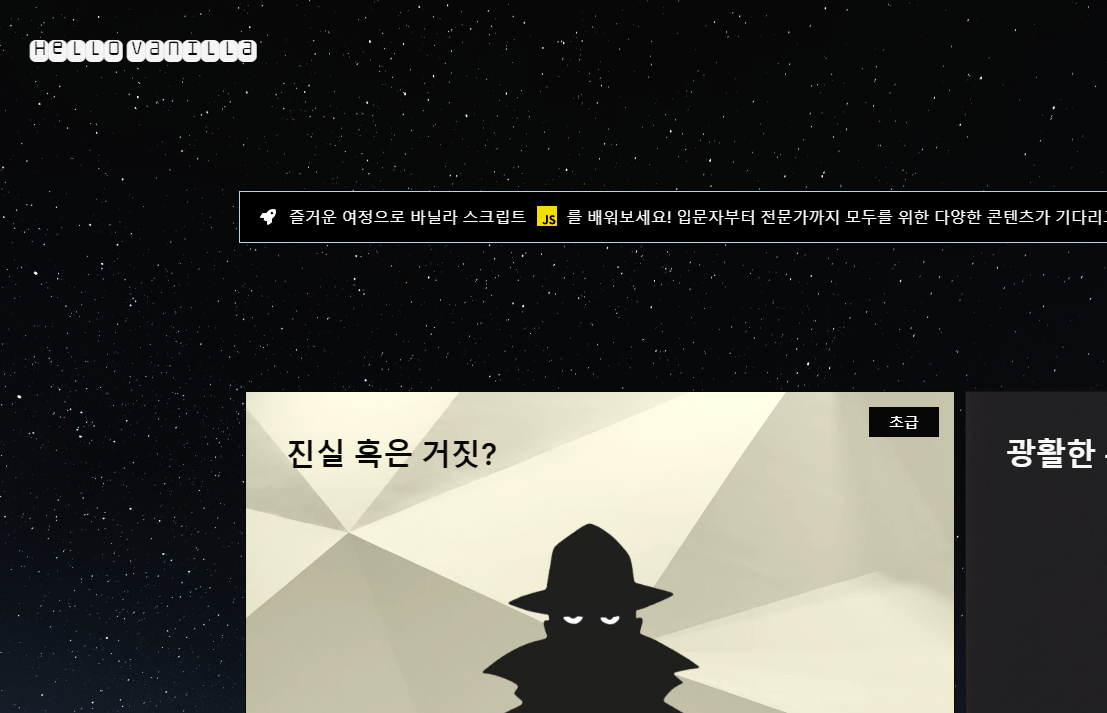 Hello Vanilla
즐거운 여정으로 바닐라 스크립트 JS 를 배워보세요! 입문자부터 전문가까지 모두를 위한 다양한 콘텐츠가 기다리
초급
진실 혹은 거짓?
광활한